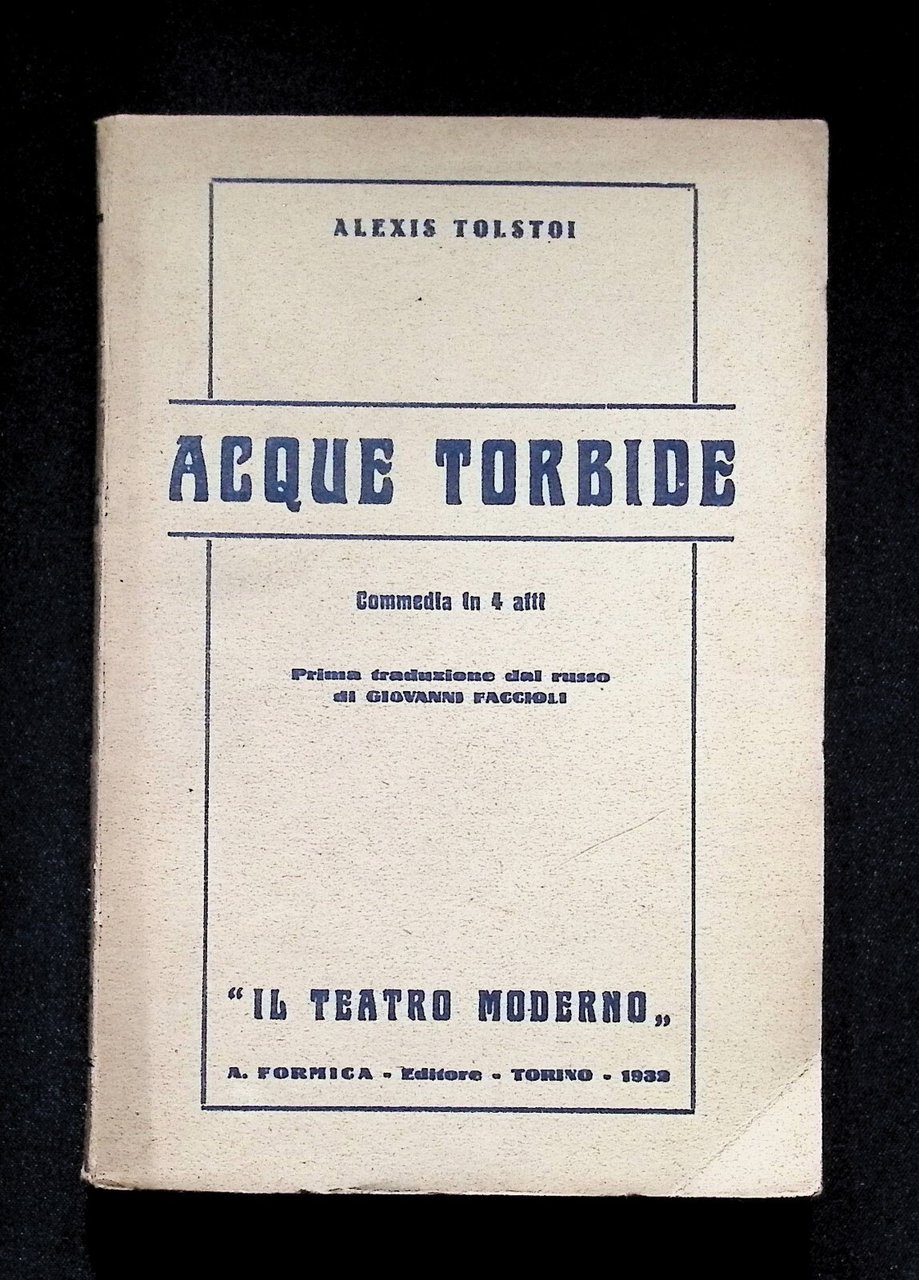 ALEXIS TOLSTOI
ACQUE TORBIDE
Commedia in 4 atti
Prima traduzione dal russo
di GIOVANNI FACCIOLI
“IL TEATRO MODERNO„
A. FORMICA - Editore - TORINO - 1932